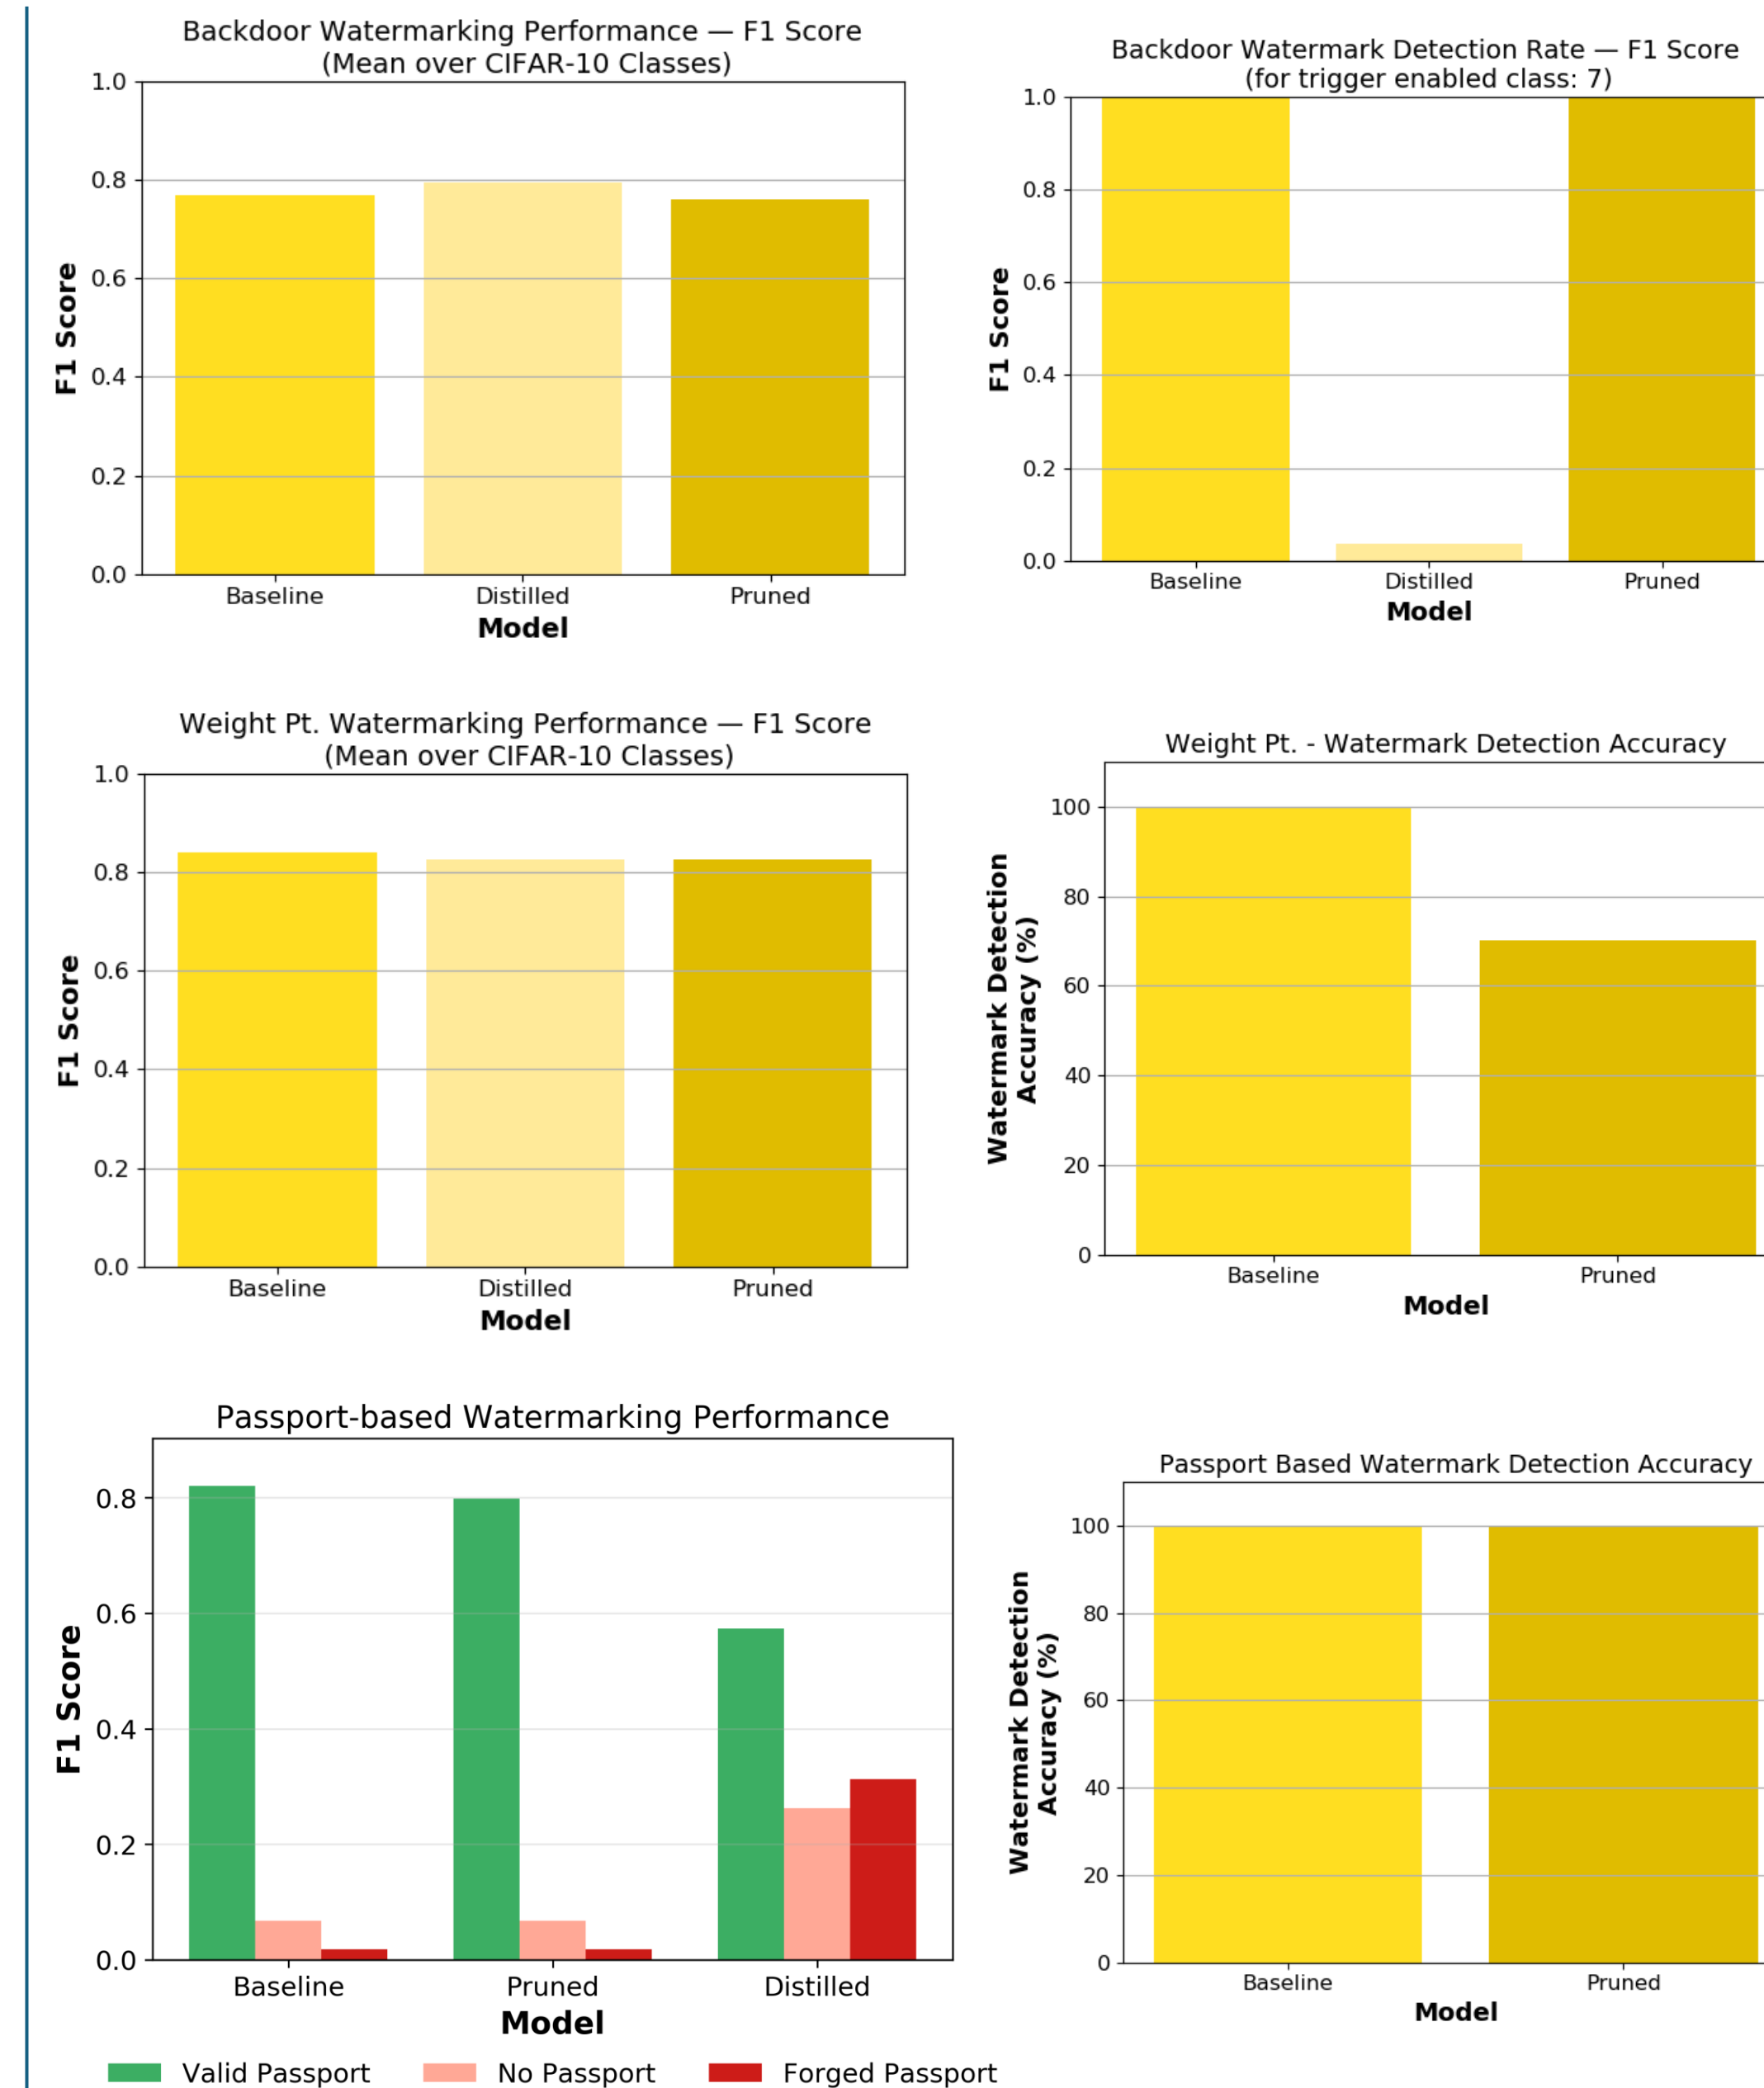 Backdoor Watermarking Performance — F1 Score
(Mean over CIFAR-10 Classes)
1.0
0.8
0.6
0.4
0.2
0.0
F1 Score
Baseline
Distilled
Pruned
Model
Backdoor Watermark Detection Rate — F1 Score
(for trigger enabled class: 7)
1.0
0.8
0.6
0.4
0.2
0.0
F1 Score
Baseline
Distilled
Pruned
Model
Weight Pt. Watermarking Performance — F1 Score
(Mean over CIFAR-10 Classes)
1.0
0.8
0.6
0.4
0.2
0.0
F1 Score
Baseline
Distilled
Pruned
Model
Weight Pt. - Watermark Detection Accuracy
100
80
60
40
20
0
Watermark Detection
Accuracy (%)
Baseline
Pruned
Model
Passport-based Watermarking Performance
0.8
0.6
0.4
0.2
0.0
F1 Score
Baseline
Pruned
Distilled
Model
Valid Passport
No Passport
Forged Passport
Passport Based Watermark Detection Accuracy
100
80
60
40
20
0
Watermark Detection
Accuracy (%)
Baseline
Pruned
Model